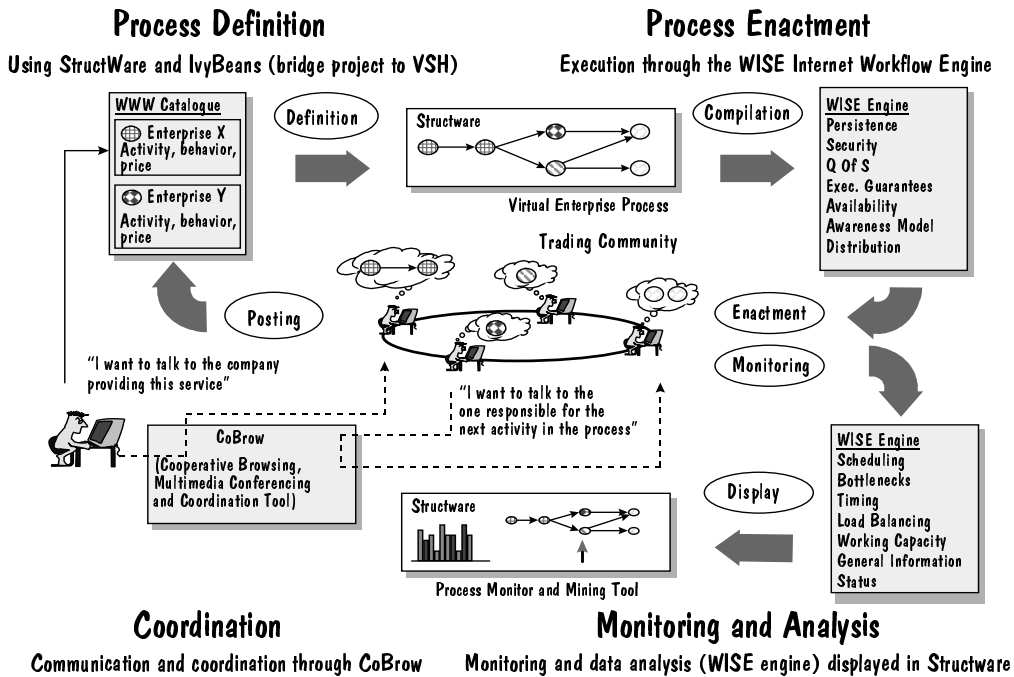 Process Definition
Using StructWare and IvyBeans (bridge project to VSH)
Process Enactment
Execution through the WISE Internet Workflow Engine
WWW Catalogue
Enterprise X
Activity, behavior,
price
Enterprise Y
Activity, behavior,
price
Definition
Structware
Virtual Enterprise Process
Compilation
WISE Engine
Persistence
Security
Q Of S
Exec. Guarantees
Availability
Awareness Model
Distribution
Trading Community
Posting
Enactment
Monitoring
“I want to talk to the company
providing this service”
“I want to talk to the
one responsible for the
next activity in the process”
CoBrow
(Cooperative Browsing,
Multimedia Conferencing
and Coordination Tool)
WISE Engine
Scheduling
Bottlenecks
Timing
Load Balancing
Working Capacity
General Information
Status
Display
Structware
Process Monitor and Mining Tool
Coordination
Communication and coordination through CoBrow
Monitoring and Analysis
Monitoring and data analysis (WISE engine) displayed in Structware